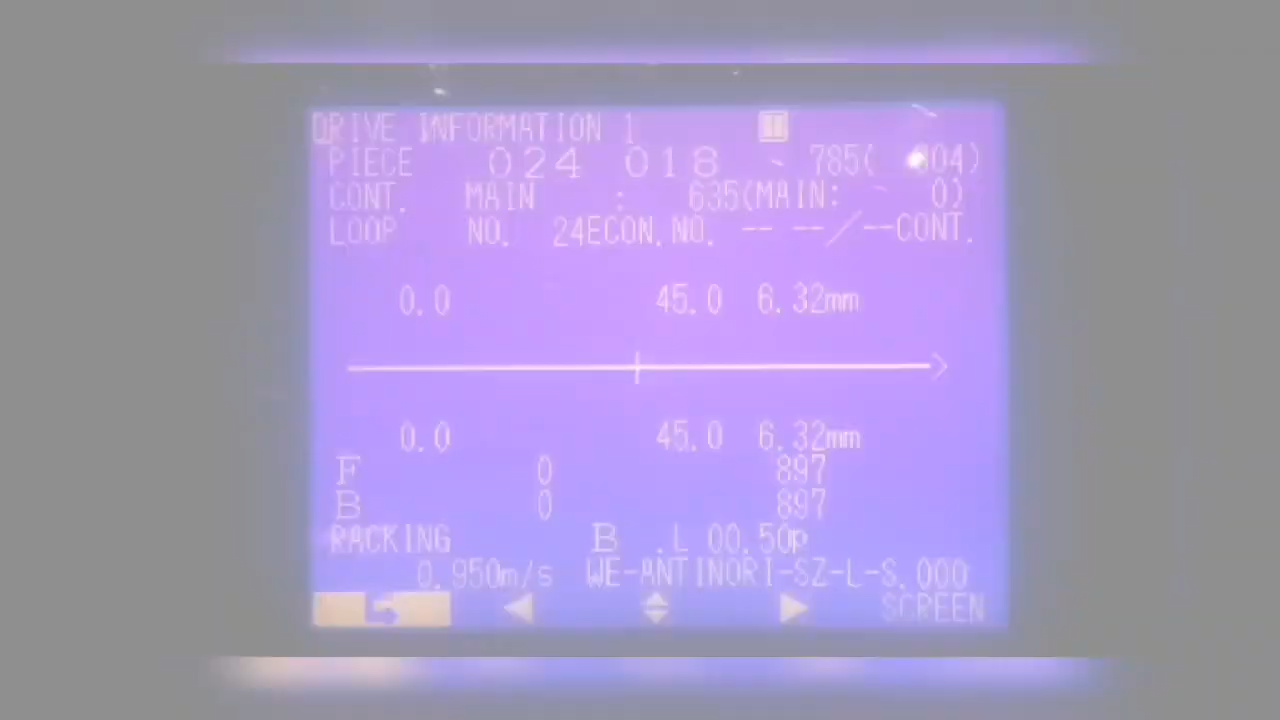 DRIVE INFORMATION 1
PIECE 024 018 785( 04)
CONT. MAIN : 635(MAIN: 0)
LOOP NO. 24ECON.NO. -- --/--CONT.
0.0 45.0 6.32mm
0.0 45.0 6.32mm
F 0 897
B 0 897
RACKING B .L 00.50p
0.950m/s WE-ANTINORI-SZ-L-S.000
SCREEN